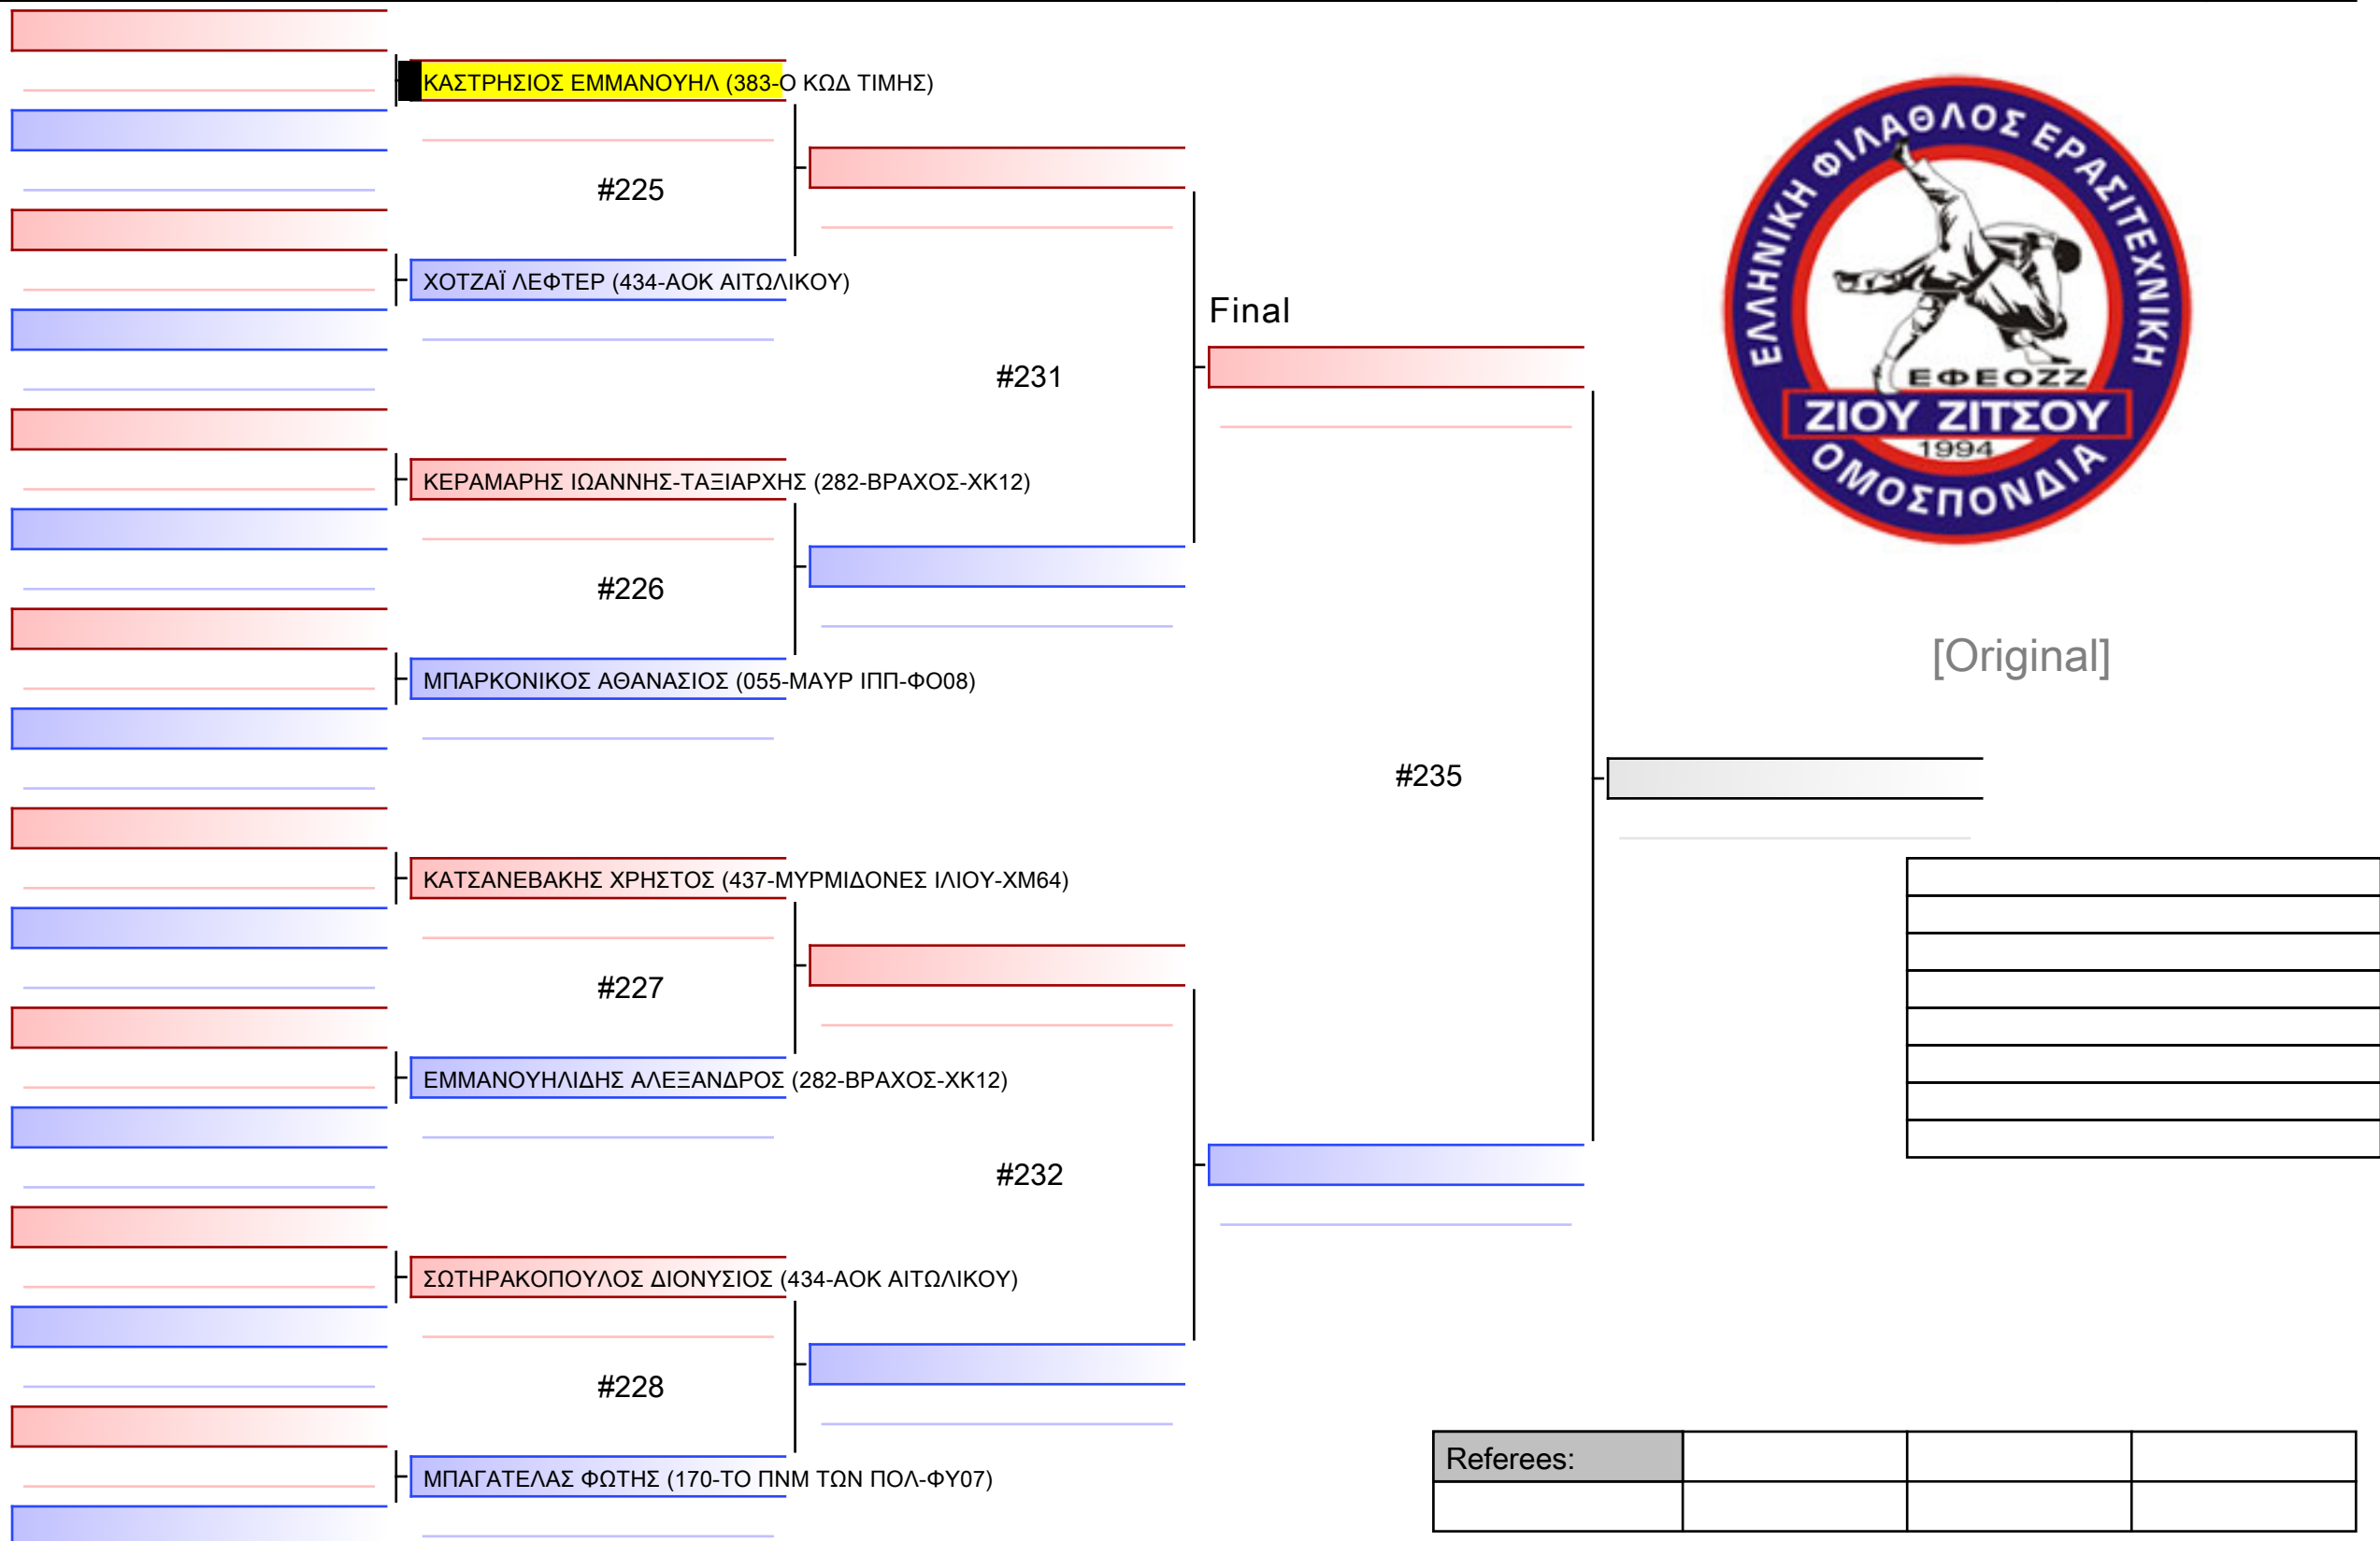 ΚΑΣΤΡΗΣΙΟΣ ΕΜΜΑΝΟΥΗΛ (383-Ο ΚΩΔ ΤΙΜΗΣ)
#225
ΧΟΤΖΑΪ ΛΕΦΤΕΡ (434-ΑΟΚ ΑΙΤΩΛΙΚΟΥ)
#231
ΚΕΡΑΜΑΡΗΣ ΙΩΑΝΝΗΣ-ΤΑΞΙΑΡΧΗΣ (282-ΒΡΑΧΟΣ-ΧΚ12)
#226
ΜΠΑΡΚΟΝΙΚΟΣ ΑΘΑΝΑΣΙΟΣ (055-ΜΑΥΡ ΙΠΠ-ΦΟ08)
Final
#235
ΚΑΤΣΑΝΕΒΑΚΗΣ ΧΡΗΣΤΟΣ (437-ΜΥΡΜΙΔΟΝΕΣ ΙΛΙΟΥ-ΧΜ64)
#227
ΕΜΜΑΝΟΥΗΛΙΔΗΣ ΑΛΕΞΑΝΔΡΟΣ (282-ΒΡΑΧΟΣ-ΧΚ12)
#232
ΣΩΤΗΡΑΚΟΠΟΥΛΟΣ ΔΙΟΝΥΣΙΟΣ (434-ΑΟΚ ΑΙΤΩΛΙΚΟΥ)
#228
ΜΠΑΓΑΤΕΛΑΣ ΦΩΤΗΣ (170-ΤΟ ΠΝΜ ΤΩΝ ΠΟΛ-ΦΥ07)
ΕΛΛΗΝΙΚΗ ΦΙΛΑΘΛΟΣ ΕΡΑΣΙΤΕΧΝΙΚΗ
ΕΦΕΟΖΖ
ΖΙΟΥ ΖΙΤΣΟΥ
1994
ΟΜΟΣΠΟΝΔΙΑ
[Original]
Referees: